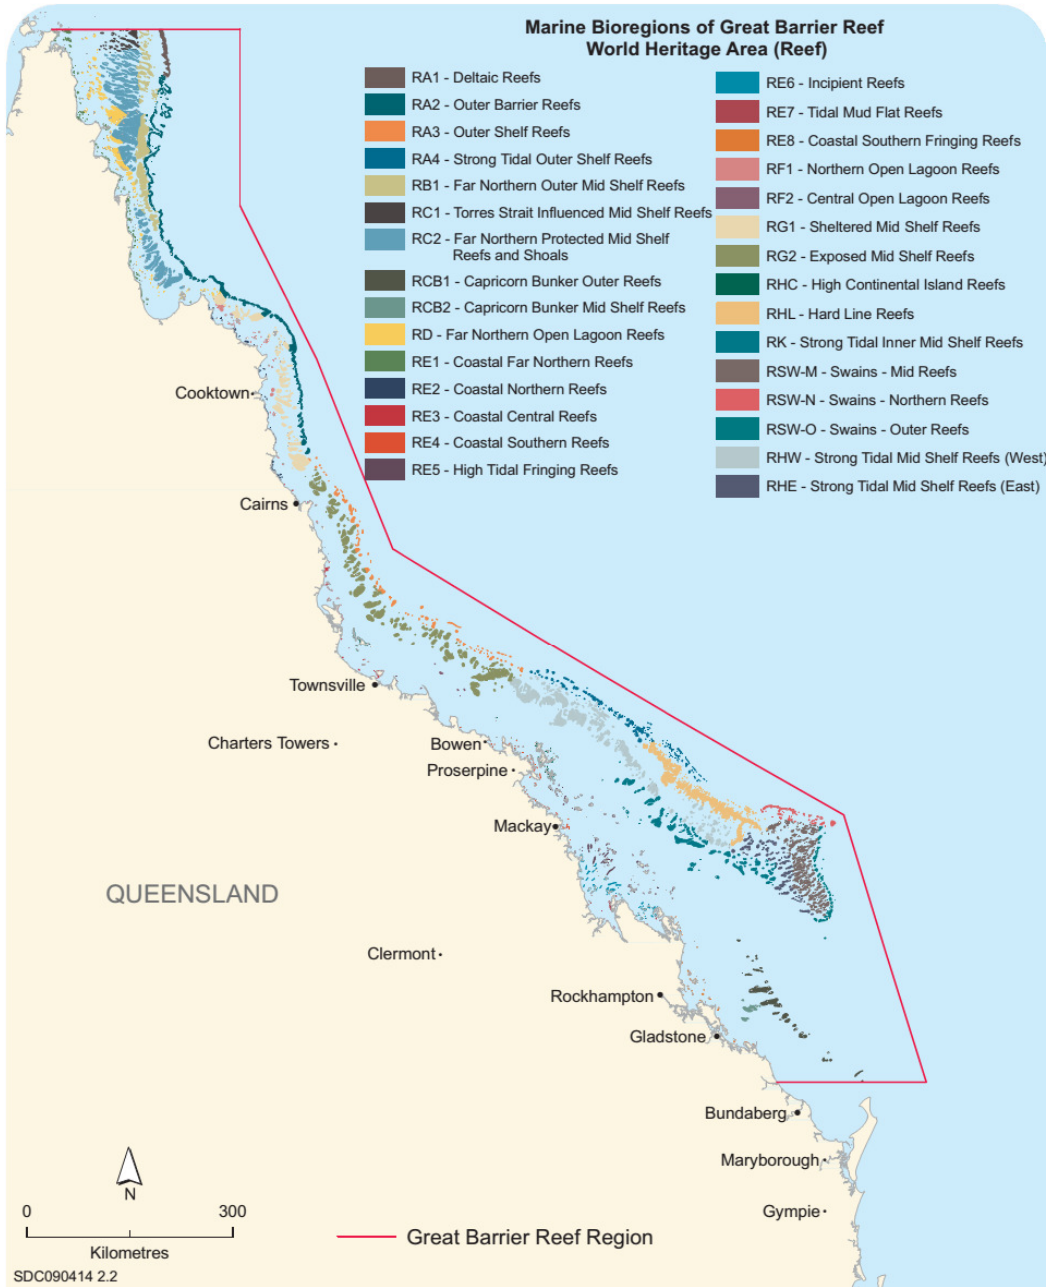 Marine Bioregions of Great Barrier Reef
World Heritage Area (Reef)
RA1 - Deltaic Reefs
RA2 - Outer Barrier Reefs
RA3 - Outer Shelf Reefs
RA4 - Strong Tidal Outer Shelf Reefs
RB1 - Far Northern Outer Mid Shelf Reefs
RC1 - Torres Strait Influenced Mid Shelf Reefs
RC2 - Far Northern Protected Mid Shelf
Reefs and Shoals
RCB1 - Capricorn Bunker Outer Reefs
RCB2 - Capricorn Bunker Mid Shelf Reefs
RD - Far Northern Open Lagoon Reefs
RE1 - Coastal Far Northern Reefs
RE2 - Coastal Northern Reefs
RE3 - Coastal Central Reefs
RE4 - Coastal Southern Reefs
RE5 - High Tidal Fringing Reefs
RE6 - Incipient Reefs
RE7 - Tidal Mud Flat Reefs
RE8 - Coastal Southern Fringing Reefs
RF1 - Northern Open Lagoon Reefs
RF2 - Central Open Lagoon Reefs
RG1 - Sheltered Mid Shelf Reefs
RG2 - Exposed Mid Shelf Reefs
RHC - High Continental Island Reefs
RHL - Hard Line Reefs
RK - Strong Tidal Inner Mid Shelf Reefs
RSW-M - Swains - Mid Reefs
RSW-N - Swains - Northern Reefs
RSW-O - Swains - Outer Reefs
RHW - Strong Tidal Mid Shelf Reefs (West)
RHE - Strong Tidal Mid Shelf Reefs (East)
Cooktown
Cairns
Townsville
Charters Towers
Bowen
Proserpine
Mackay
QUEENSLAND
Clermont
Rockhampton
Gladstone
Bundaberg
Maryborough
Gympie
N
0 300
Kilometres
Great Barrier Reef Region
SDC090414 2.2